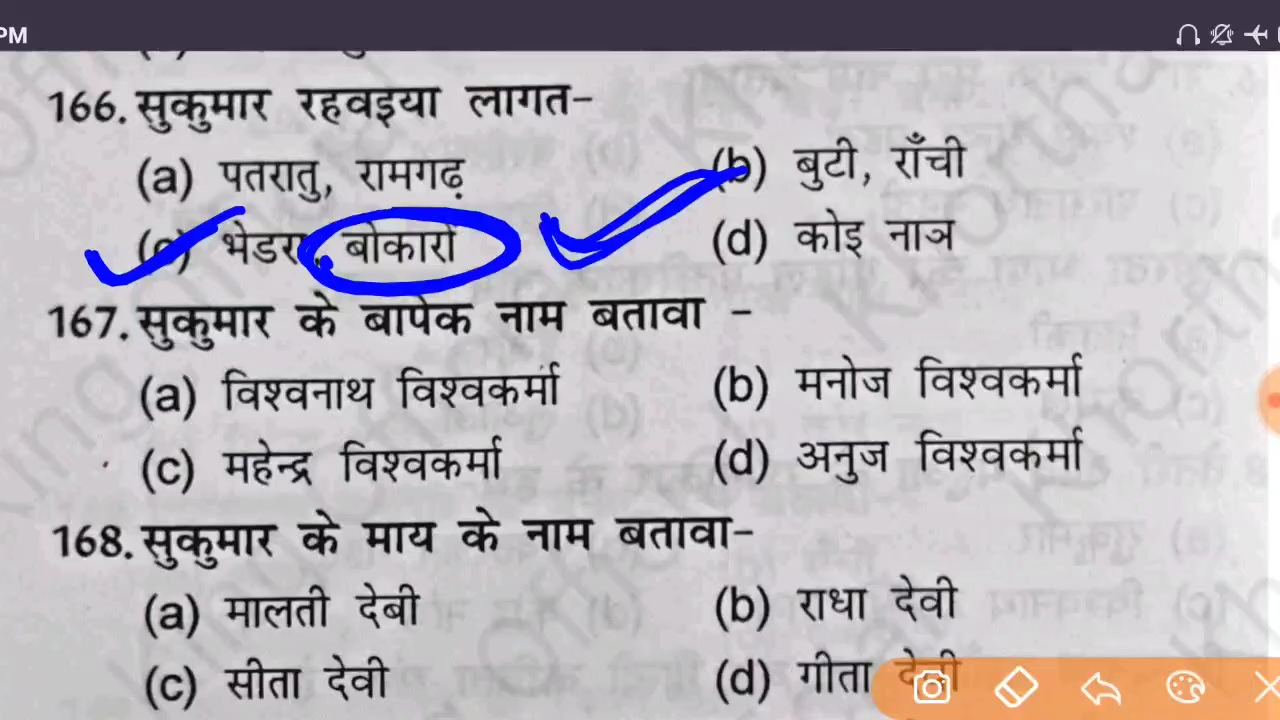 PM
166. सुकुमार रहवइया लागत-
(a) पतरातु, रामगढ़ (b) बुटी, राँची
(c) भेडरा, बोकारो (d) कोइ नाञ
167. सुकुमार के बापेक नाम बतावा -
(a) विश्वनाथ विश्वकर्मा (b) मनोज विश्वकर्मा
(c) महेन्द्र विश्वकर्मा (d) अनुज विश्वकर्मा
168. सुकुमार के माय के नाम बतावा-
(a) मालती देबी (b) राधा देवी
(c) सीता देवी (d) गीता देवी